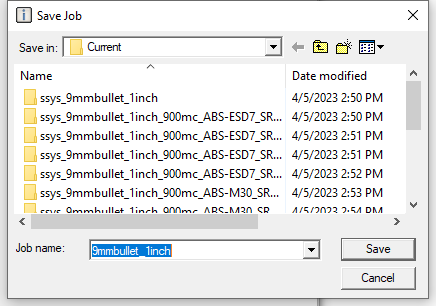 Save Job
Save in: Current
Name Date modified
ssys_9mmbullet_1inch 4/5/2023 2:50 PM
ssys_9mmbullet_1inch_900mc_ABS-ESD7_SR... 4/5/2023 2:50 PM
ssys_9mmbullet_1inch_900mc_ABS-ESD7_SR... 4/5/2023 2:51 PM
ssys_9mmbullet_1inch_900mc_ABS-ESD7_SR... 4/5/2023 2:51 PM
ssys_9mmbullet_1inch_900mc_ABS-ESD7_SR... 4/5/2023 2:52 PM
ssys_9mmbullet_1inch_900mc_ABS-M30_SR... 4/5/2023 2:53 PM
ssys_9mmbullet_1inch_900mc_ABS-M30_SR... 4/5/2023 2:54 PM
Job name: 9mmbullet_1inch Save
Cancel